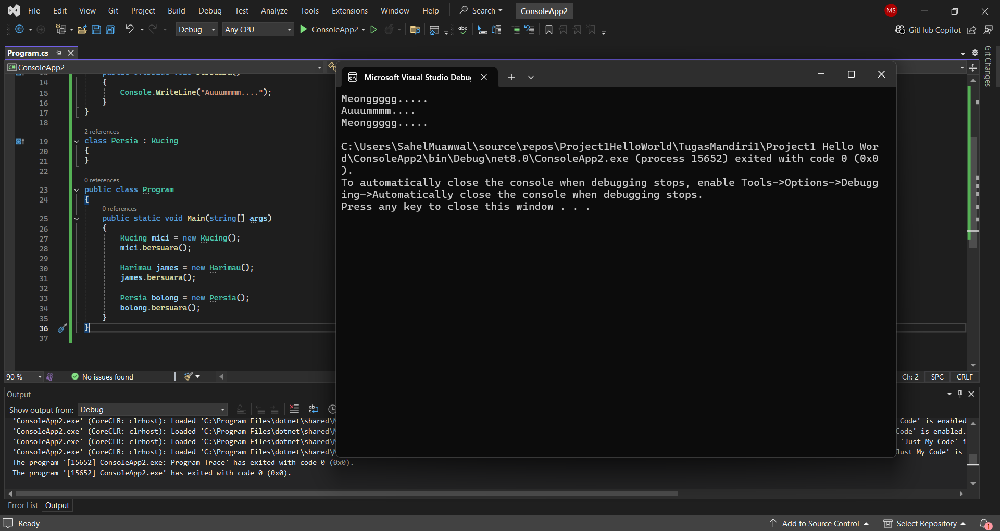 File Edit View Git Project Build Debug Test Analyze Tools Extensions Window Help Search ConsoleApp2 MS
Debug Any CPU ConsoleApp2 GitHub Copilot
Program.cs
ConsoleApp2
Git Changes
14 {
15 Console.WriteLine("Auuummmm....");
16 }
17 }
18
2 references
19 class Persia : Kucing
20 {
21 }
22
0 references
23 public class Program
24 {
0 references
25 public static void Main(string[] args)
26 {
27 Kucing mici = new Kucing();
28 mici.bersuara();
29
30 Harimau james = new Harimau();
31 james.bersuara();
32
33 Persia bolong = new Persia();
34 bolong.bersuara();
35 }
36 }
37
Microsoft Visual Studio Debu
Meonggggg.....
Auuummmm....
Meonggggg.....
C:\Users\SahelMuawwal\source\repos\Project1HelloWorld\TugasMandiri1\Project1 Hello Wor
d\ConsoleApp2\bin\Debug\net8.0\ConsoleApp2.exe (process 15652) exited with code 0 (0x0
).
To automatically close the console when debugging stops, enable Tools->Options->Debugg
ing->Automatically close the console when debugging stops.
Press any key to close this window . . .
90 % No issues found Ch: 2 SPC CRLF
Output
Show output from: Debug
'ConsoleApp2.exe' (CoreCLR: clrhost): Loaded 'C:\Program Files\dotnet\shared\ Code' is enabled
'ConsoleApp2.exe' (CoreCLR: clrhost): Loaded 'C:\Program Files\dotnet\shared\ Code' is enabled.
'ConsoleApp2.exe' (CoreCLR: clrhost): Loaded 'C:\Program Files\dotnet\shared\ 'Just My Code' i
'ConsoleApp2.exe' (CoreCLR: clrhost): Loaded 'C:\Program Files\dotnet\shared\ Just My Code' is
The program '[15652] ConsoleApp2.exe: Program Trace' has exited with code 0 (0x0).
The program '[15652] ConsoleApp2.exe' has exited with code 0 (0x0).
Error List Output
Ready Add to Source Control Select Repository 1